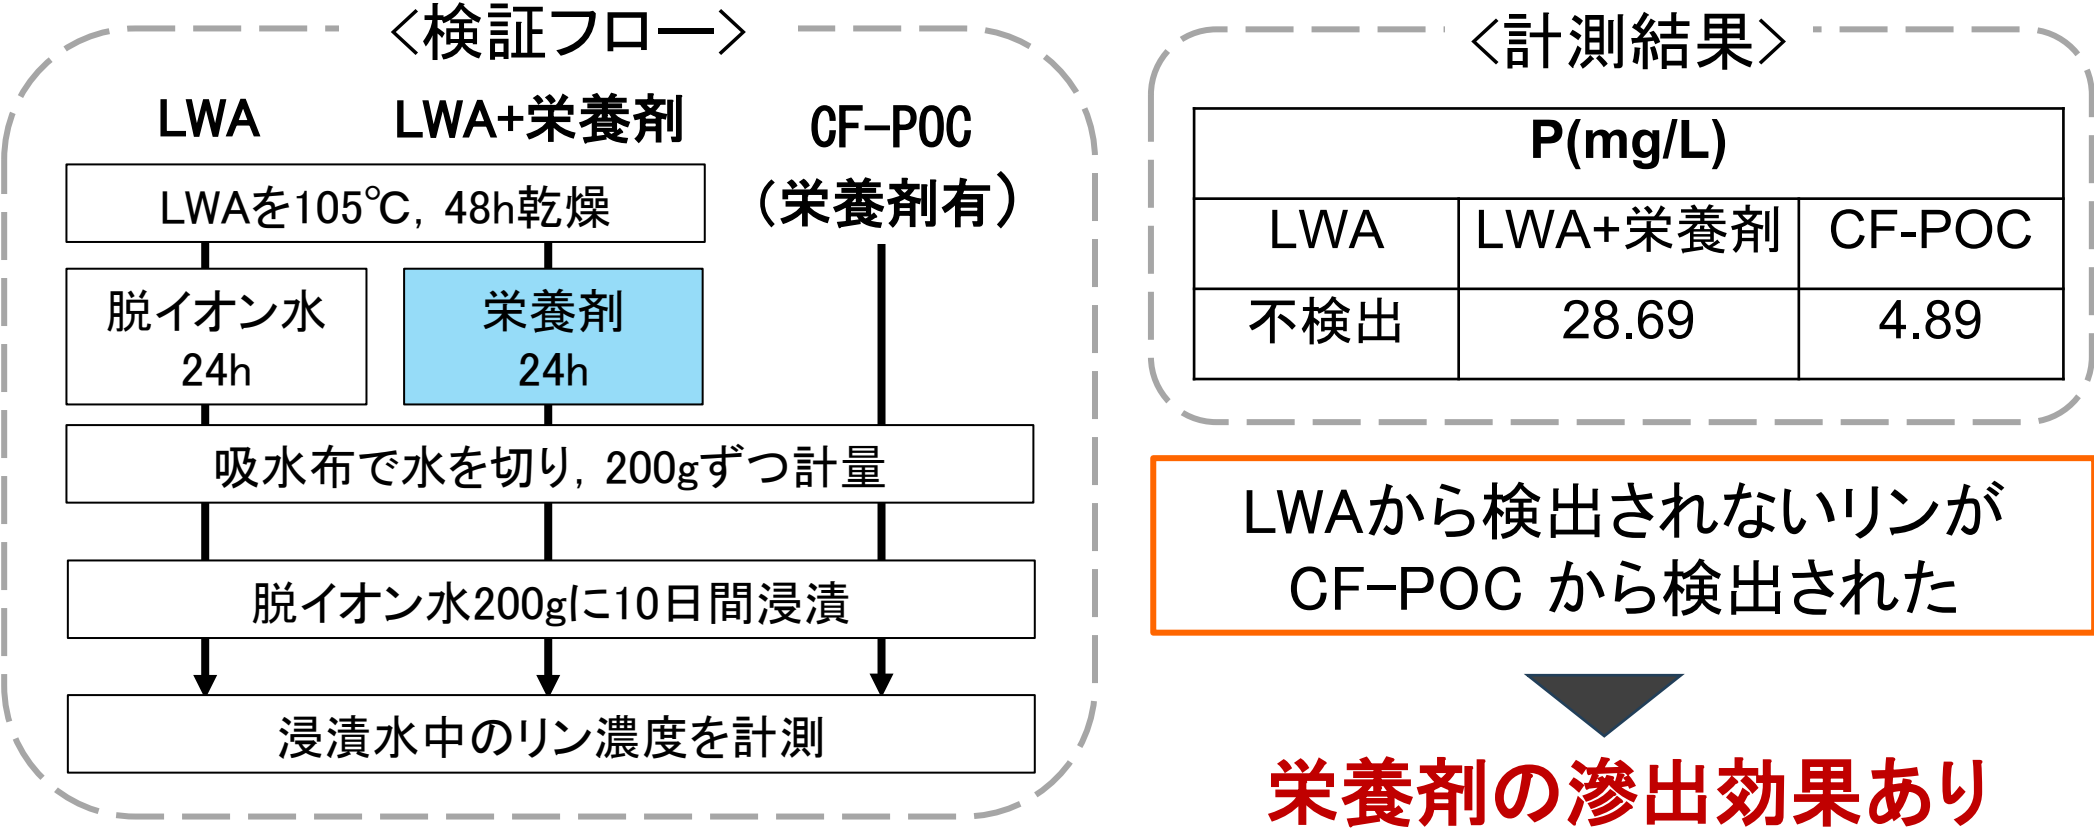 <検証フロー>
LWA
LWA+栄養剤
CF-POC
(栄養剤有)
LWAを105℃, 48h乾燥
脱イオン水
24h
栄養剤
24h
吸水布で水を切り, 200gずつ計量
脱イオン水200gに10日間浸漬
浸漬水中のリン濃度を計測
<計測結果>
P(mg/L)
LWA LWA+栄養剤 CF-POC
不検出 28.69 4.89
LWAから検出されないリンが
CF-POC から検出された
栄養剤の滲出効果あり